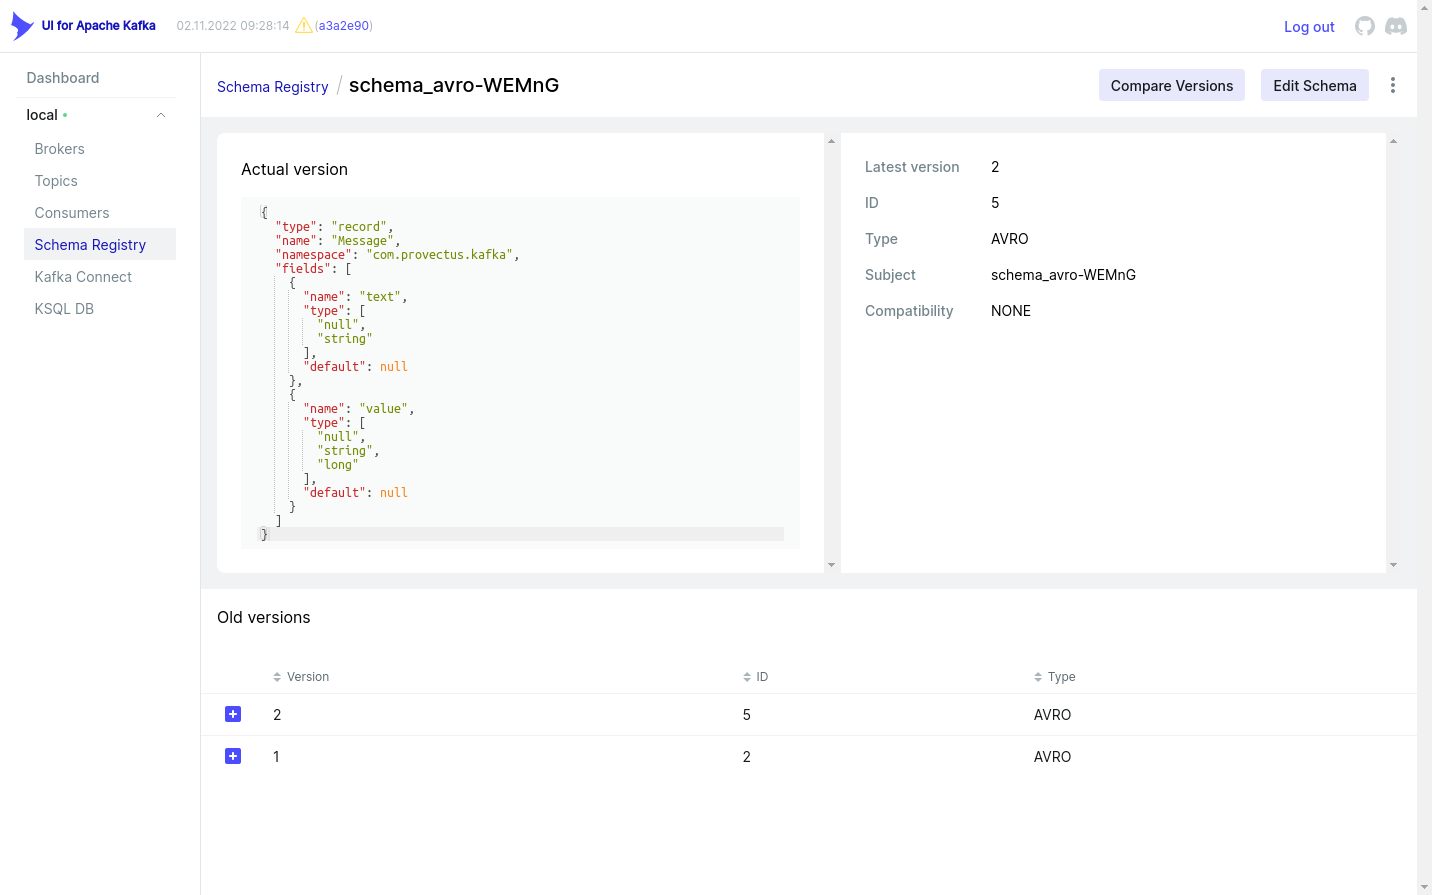 UI for Apache Kafka 02.11.2022 09:28:14 (a3a2e90) Log out
Dashboard
local
Brokers
Topics
Consumers
Schema Registry
Kafka Connect
KSQL DB
Schema Registry / schema_avro-WEMnG Compare Versions Edit Schema
Actual version
{
  "type": "record",
  "name": "Message",
  "namespace": "com.provectus.kafka",
  "fields": [
    {
      "name": "text",
      "type": [
        "null",
        "string"
      ],
      "default": null
    },
    {
      "name": "value",
      "type": [
        "null",
        "string",
        "long"
      ],
      "default": null
    }
  ]
}
Latest version 2
ID 5
Type AVRO
Subject schema_avro-WEMnG
Compatibility NONE
Old versions
Version ID Type
2 5 AVRO
1 2 AVRO